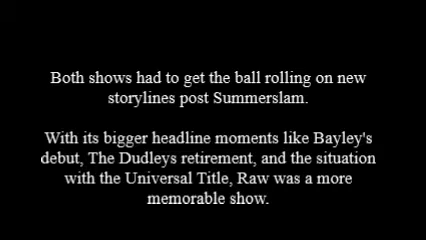 Both shows had to get the ball rolling on new
storylines post Summerslam.
With its bigger headline moments like Bayley's
debut, The Dudleys retirement, and the situation
with the Universal Title, Raw was a more
memorable show.